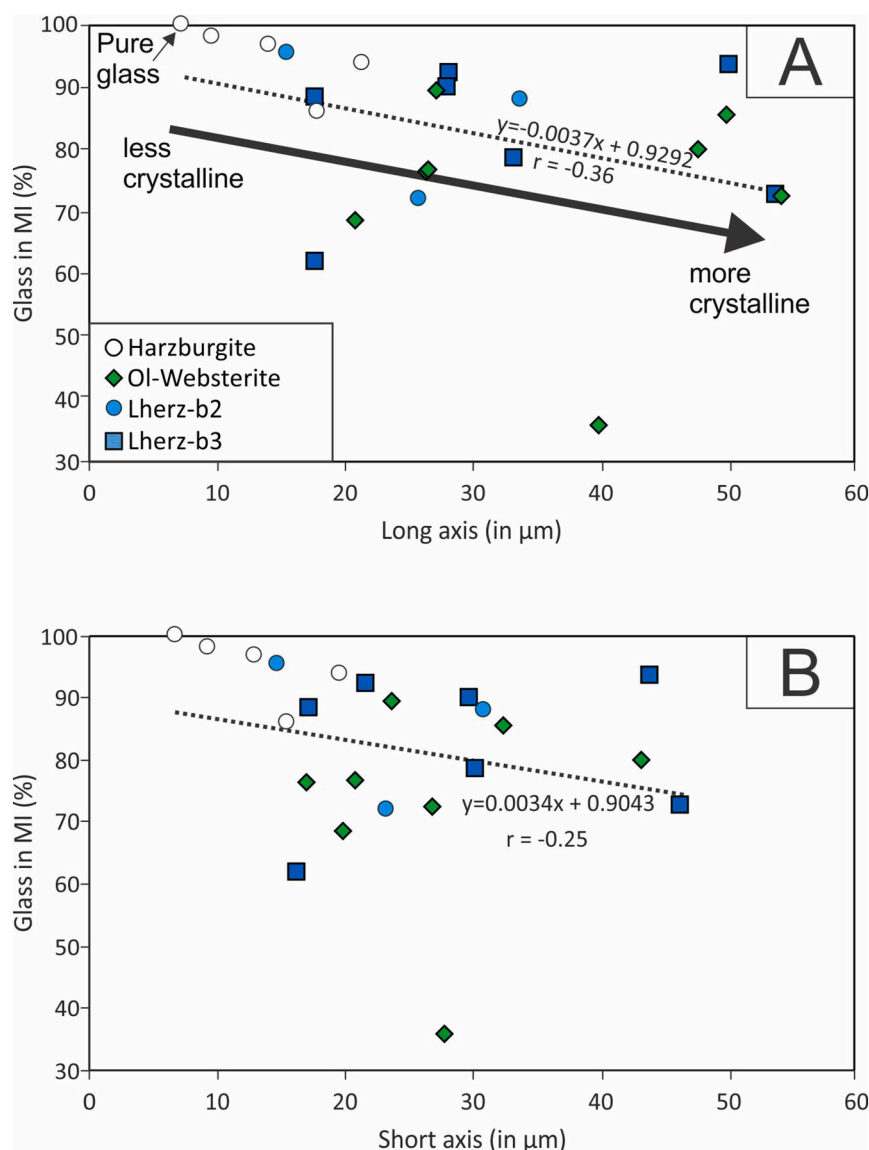 100
90
80
70
60
50
40
30
Glass in MI (%)
A
Pure
glass
y=-0.0037x + 0.9292
r = -0.36
less
crystalline
more
crystalline
Harzburgite
Ol-Websterite
Lherz-b2
Lherz-b3
0 10 20 30 40 50 60
Long axis (in µm)
100
90
80
70
60
50
40
30
Glass in MI (%)
B
y=0.0034x + 0.9043
r = -0.25
0 10 20 30 40 50 60
Short axis (in µm)